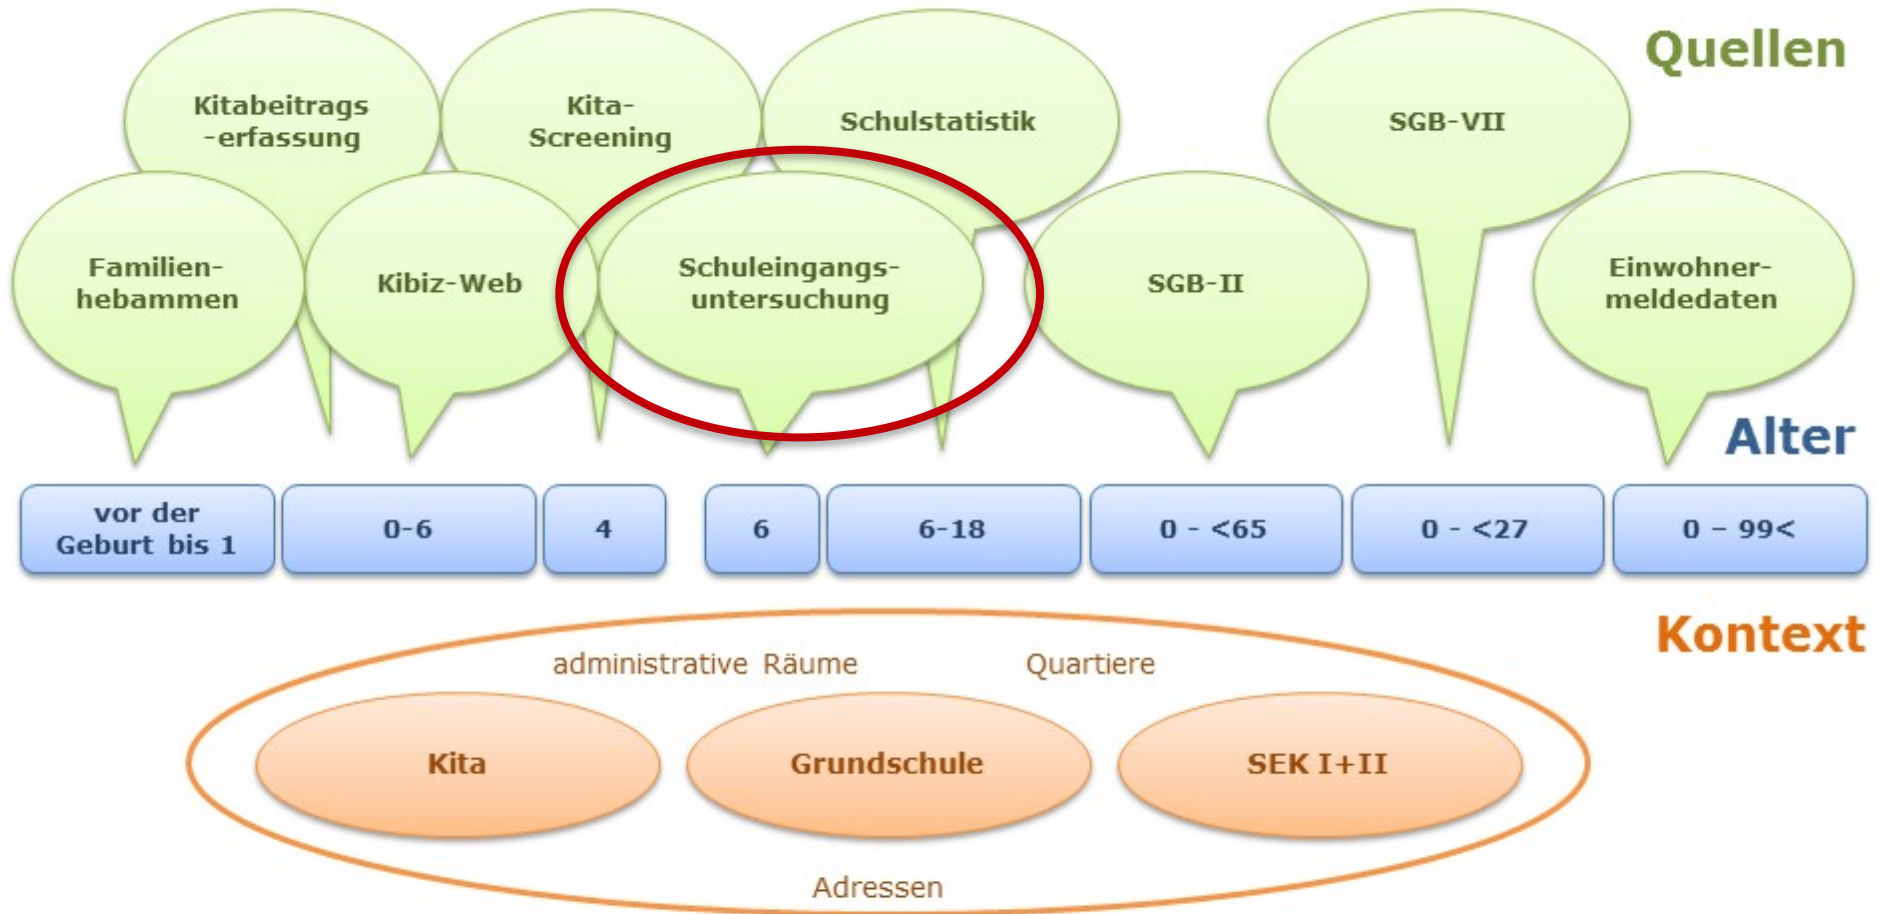 Quellen
Kitabeitrags
-erfassung
Kita-
Screening
Schulstatistik
SGB-VII
Familien-
hebammen
Kibiz-Web
Schuleingangs-
untersuchung
SGB-II
Einwohner-
meldedaten
Alter
vor der
Geburt bis 1
0-6
4
6
6-18
0 - <65
0 - <27
0 – 99<
Kontext
administrative Räume
Quartiere
Kita
Grundschule
SEK I+II
Adressen